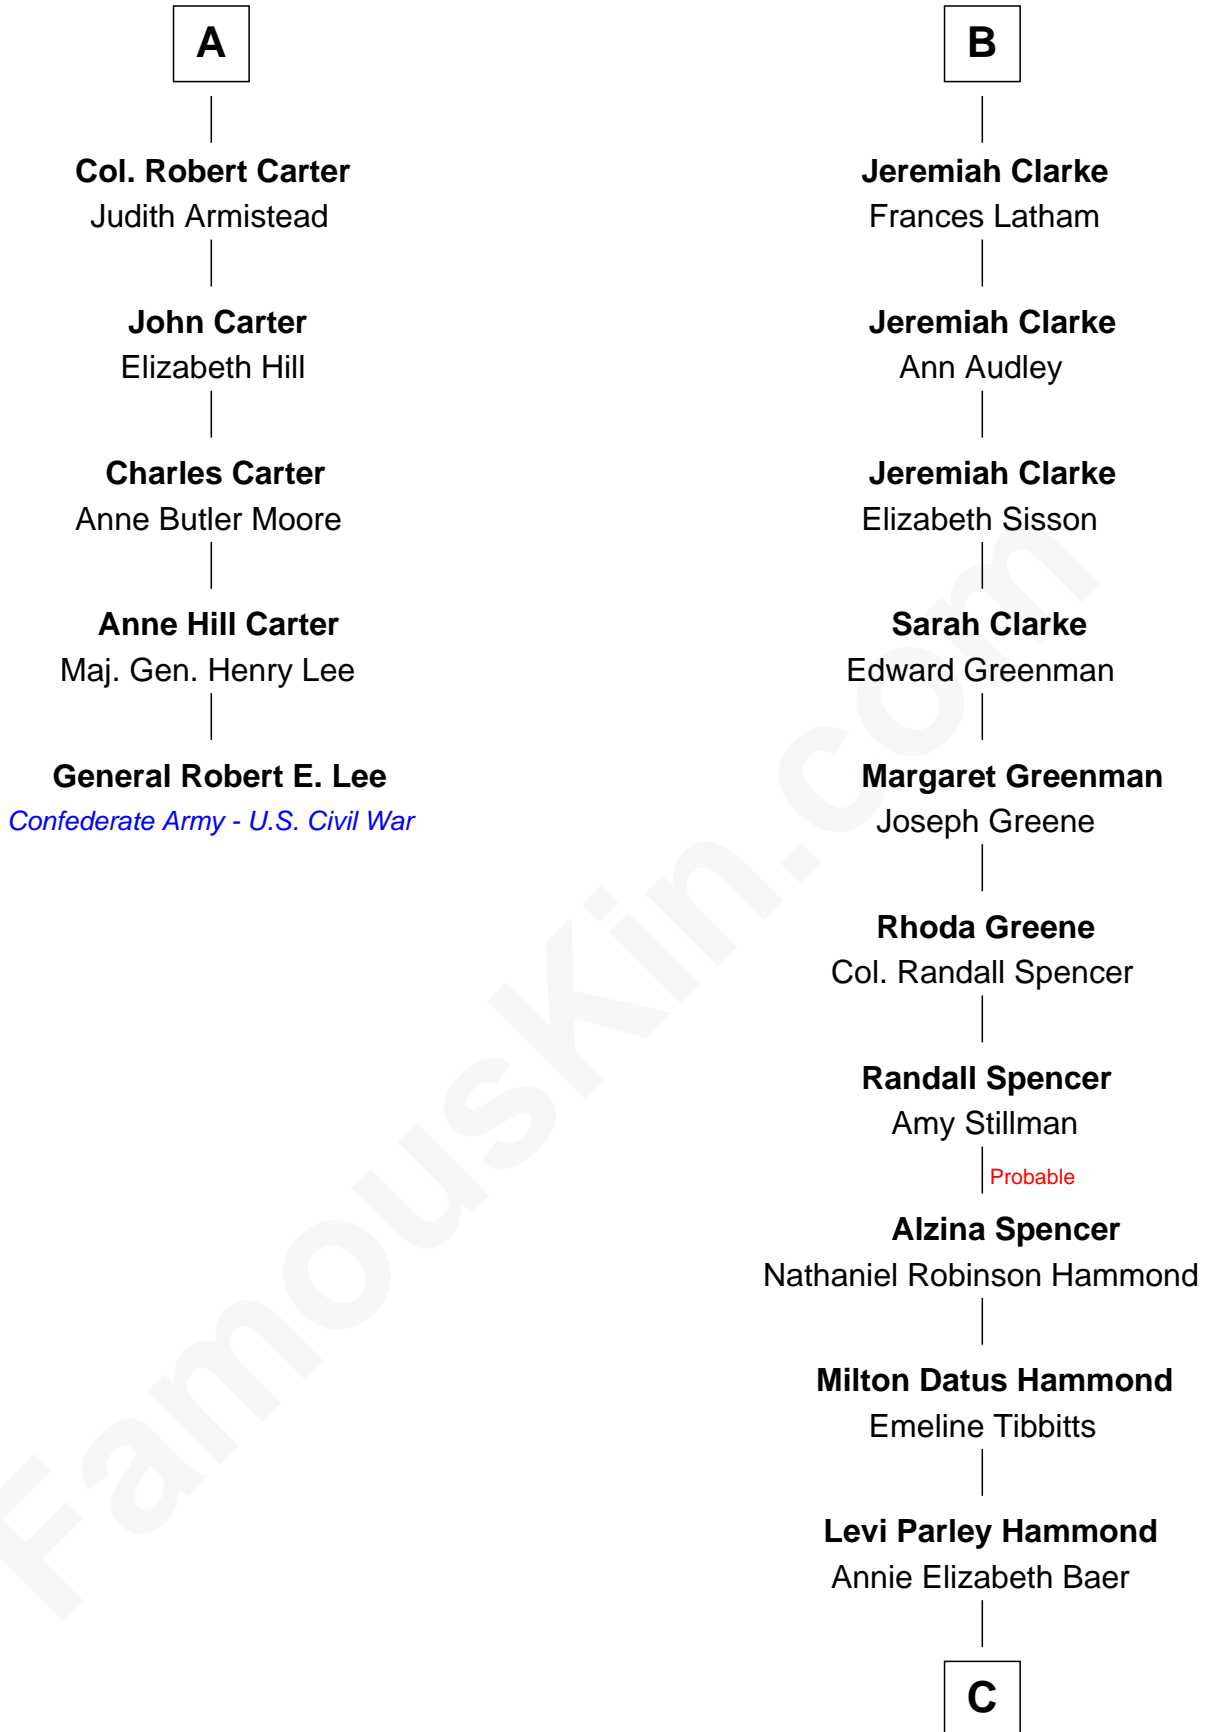 A
Col. Robert Carter
Judith Armistead
John Carter
Elizabeth Hill
Charles Carter
Anne Butler Moore
Anne Hill Carter
Maj. Gen. Henry Lee
General Robert E. Lee
Confederate Army - U.S. Civil War
B
Jeremiah Clarke
Frances Latham
Jeremiah Clarke
Ann Audley
Jeremiah Clarke
Elizabeth Sisson
Sarah Clarke
Edward Greenman
Margaret Greenman
Joseph Greene
Rhoda Greene
Col. Randall Spencer
Randall Spencer
Amy Stillman
Probable
Alzina Spencer
Nathaniel Robinson Hammond
Milton Datus Hammond
Emeline Tibbitts
Levi Parley Hammond
Annie Elizabeth Baer
C
FamousKin.com